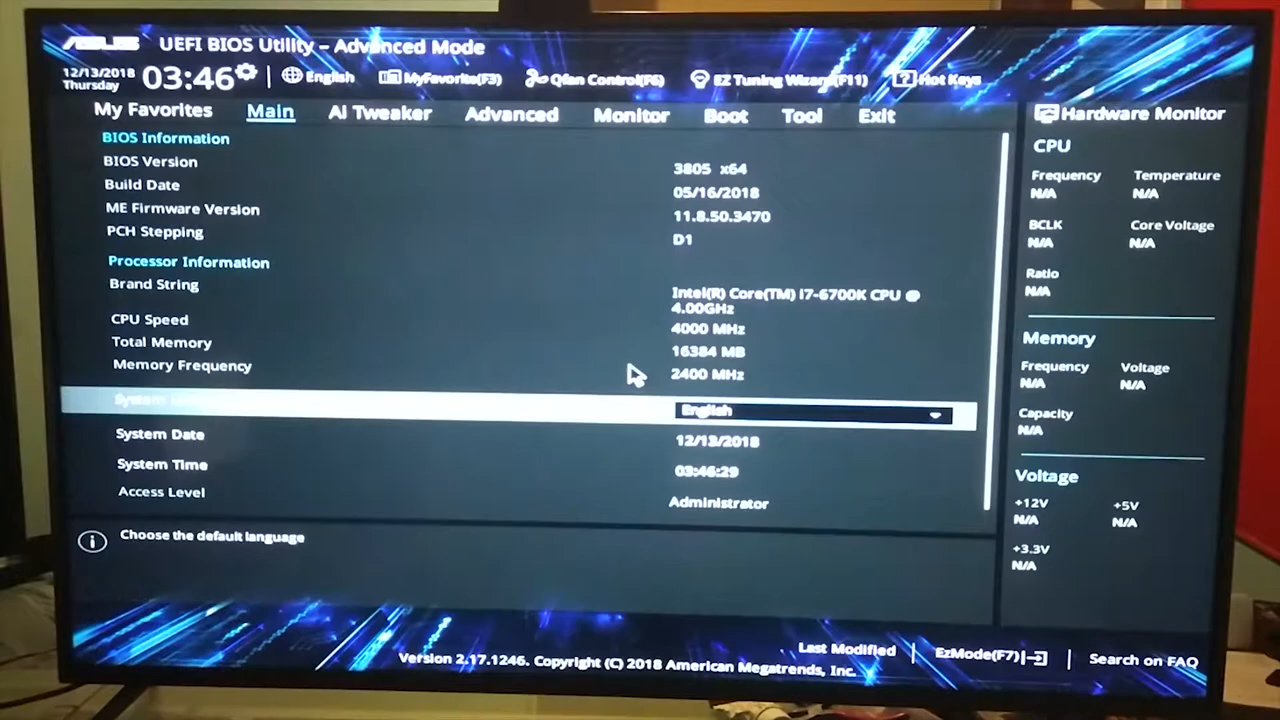 ASUS UEFI BIOS Utility – Advanced Mode
12/13/2018 03:46 English MyFavorite(F3) Qfan Control(F6) EZ Tuning Wizard(F11) ? Hot Keys
Thursday
My Favorites Main Ai Tweaker Advanced Monitor Boot Tool Exit
BIOS Information
BIOS Version 3805 x64
Build Date 05/16/2018
ME Firmware Version 11.8.50.3470
PCH Stepping D1
Processor Information
Brand String Intel(R) Core(TM) i7-6700K CPU @
4.00GHz
CPU Speed 4000 MHz
Total Memory 16384 MB
Memory Frequency 2400 MHz
System English
System Date 12/13/2018
System Time 03:46:29
Access Level Administrator
i Choose the default language
Hardware Monitor
CPU
Frequency Temperature
N/A N/A
BCLK Core Voltage
N/A N/A
Ratio
N/A
Memory
Frequency Voltage
N/A N/A
Capacity
N/A
Voltage
+12V +5V
N/A N/A
+3.3V
N/A
Last Modified EzMode(F7) Search on FAQ
Version 2.17.1246. Copyright (C) 2018 American Megatrends, Inc.